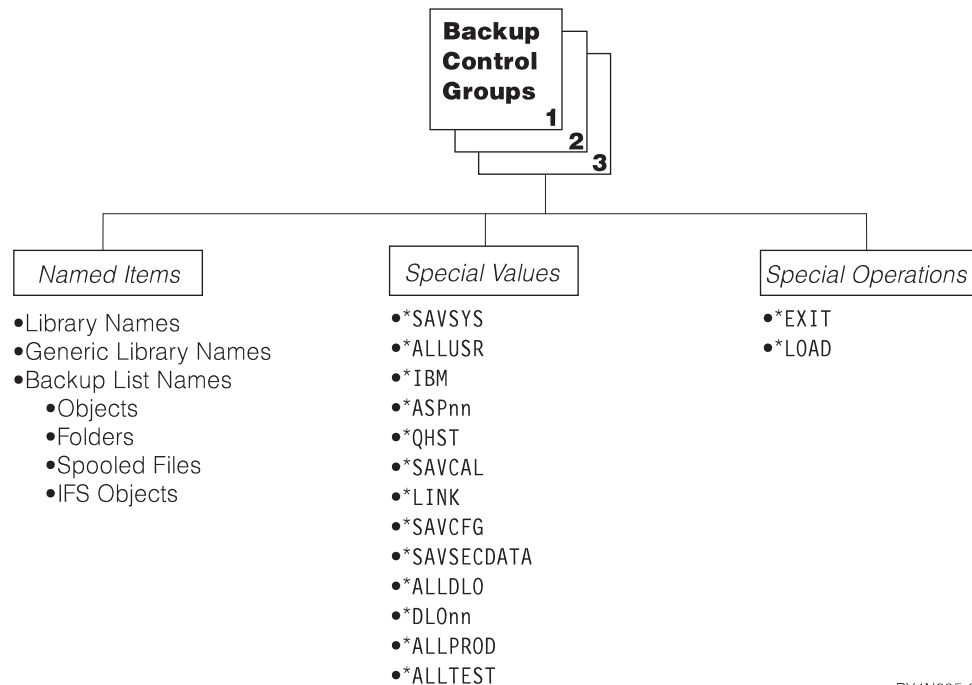 Backup
Control
Groups
1
2
3
Named Items
•Library Names
•Generic Library Names
•Backup List Names
•Objects
•Folders
•Spooled Files
•IFS Objects
Special Values
•*SAVSYS
•*ALLUSR
•*IBM
•*ASPnn
•*QHST
•*SAVCAL
•*LINK
•*SAVCFG
•*SAVSECDATA
•*ALLDLO
•*DLOnn
•*ALLPROD
•*ALLTEST
Special Operations
•*EXIT
•*LOAD